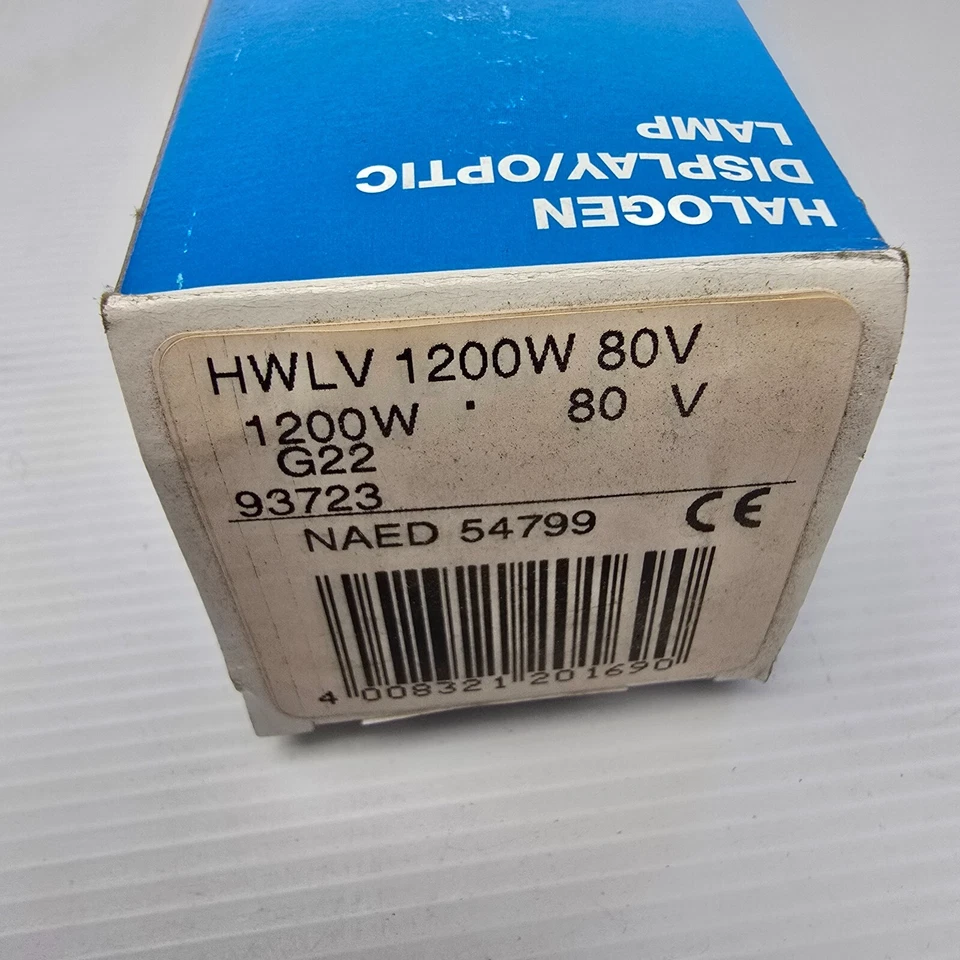 HALOGEN
DISPLAY/OPTIC
LAMP
HWLV 1200W 80V
1200W . 80 V
G22
93723
NAED 54799 CE
4 008321 201690